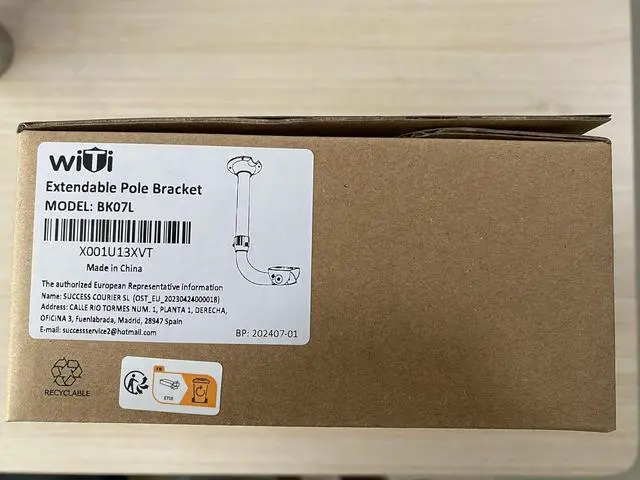 wiTi
Extendable Pole Bracket
MODEL: BK07L
X001U13XVT
Made in China
The authorized European Representative information
Name: SUCCESS COURIER SL (OST_EU_20230424000018)
Address: CALLE RIO TORMES NUM. 1, PLANTA 1, DERECHA,
OFICINA 3, Fuenlabrada, Madrid, 28947 Spain
E-mail: successservice2@hotmail.com
BP: 202407-01
RECYCLABLE